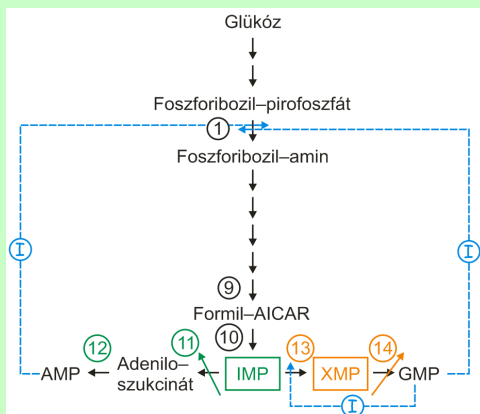 Glükóz
Foszforibozil–pirofoszfát
1
Foszforibozil–amin
I
I
9
Formil–AICAR
10
12
11
13
14
AMP
Adenilo–
szukcinát
IMP
XMP
GMP
I